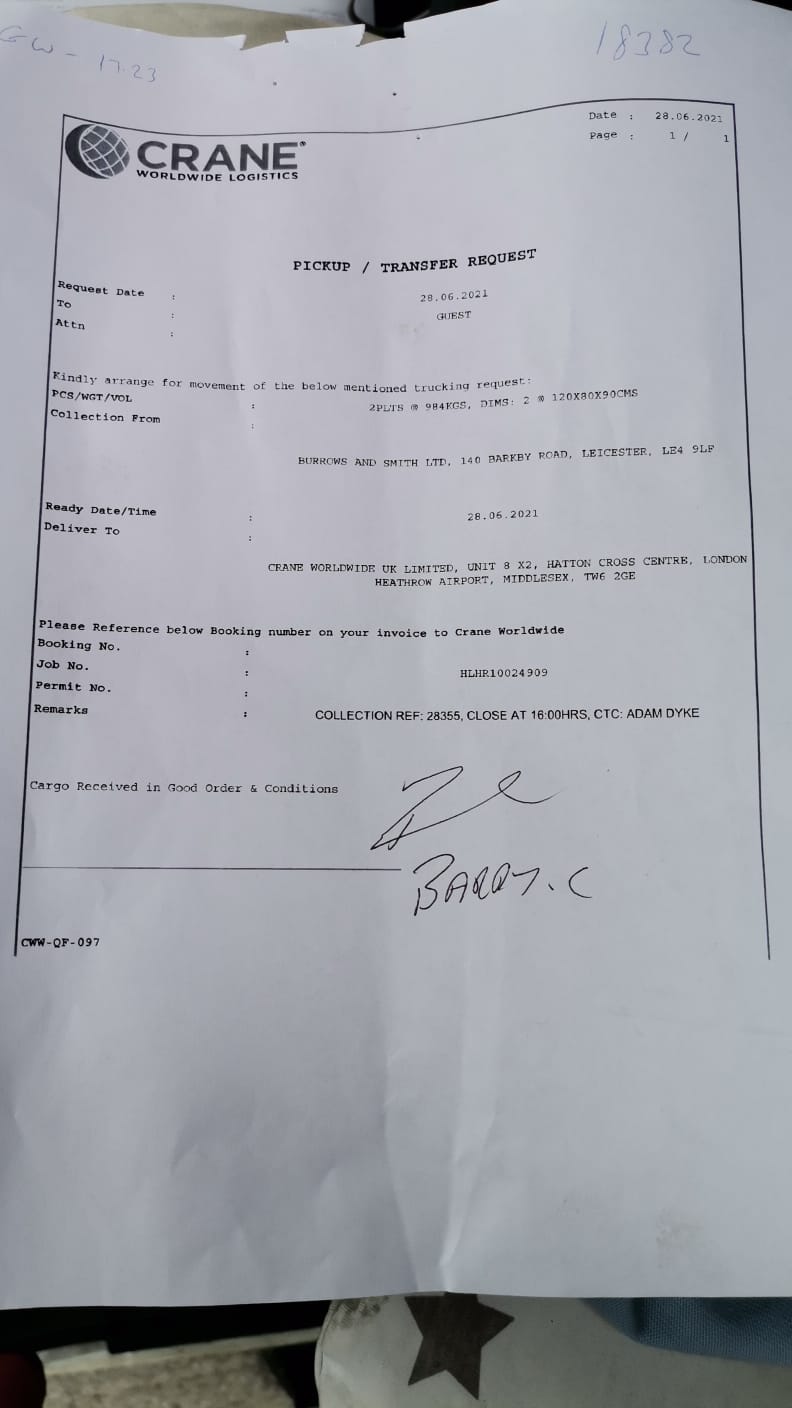 GW - 17.23
18382
Date : 28.06.2021
Page : 1 / 1
CRANE®
WORLDWIDE LOGISTICS
PICKUP / TRANSFER REQUEST
Request Date : 28.06.2021
To : GUEST
Attn :
Kindly arrange for movement of the below mentioned trucking request:
PCS/WGT/VOL : 2PLTS @ 984KGS, DIMS: 2 @ 120X80X90CMS
Collection From :
BURROWS AND SMITH LTD, 140 BARKBY ROAD, LEICESTER, LE4 9LF
Ready Date/Time : 28.06.2021
Deliver To :
CRANE WORLDWIDE UK LIMITED, UNIT 8 X2, HATTON CROSS CENTRE, LONDON
HEATHROW AIRPORT, MIDDLESEX, TW6 2GE
Please Reference below Booking number on your invoice to Crane Worldwide
Booking No. :
Job No. : HLHR10024909
Permit No. :
Remarks : COLLECTION REF: 28355, CLOSE AT 16:00HRS, CTC: ADAM DYKE
Cargo Received in Good Order & Conditions
BARRY.C
CWW-QF-097